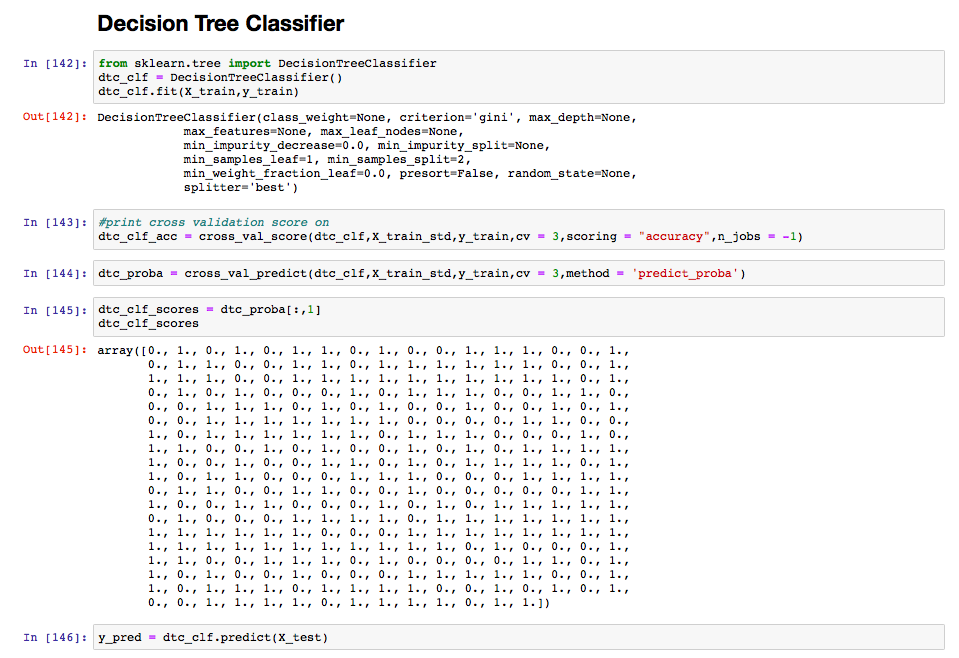 Decision Tree Classifier
In [142]: from sklearn.tree import DecisionTreeClassifier
dtc_clf = DecisionTreeClassifier()
dtc_clf.fit(X_train,y_train)
Out[142]: DecisionTreeClassifier(class_weight=None, criterion='gini', max_depth=None,
max_features=None, max_leaf_nodes=None,
min_impurity_decrease=0.0, min_impurity_split=None,
min_samples_leaf=1, min_samples_split=2,
min_weight_fraction_leaf=0.0, presort=False, random_state=None,
splitter='best')
In [143]: #print cross validation score on
dtc_clf_acc = cross_val_score(dtc_clf,X_train_std,y_train,cv = 3,scoring = "accuracy",n_jobs = -1)
In [144]: dtc_proba = cross_val_predict(dtc_clf,X_train_std,y_train,cv = 3,method = 'predict_proba')
In [145]: dtc_clf_scores = dtc_proba[:,1]
dtc_clf_scores
Out[145]: array([0., 1., 0., 1., 0., 1., 1., 0., 1., 0., 0., 1., 1., 1., 0., 0., 1.,
0., 1., 1., 0., 0., 1., 1., 0., 1., 1., 1., 1., 1., 0., 0., 1.,
1., 1., 1., 0., 0., 0., 1., 0., 0., 0., 1., 1., 1., 1., 1., 1.,
0., 1., 0., 0., 0., 0., 1., 0., 1., 1., 1., 0., 0., 1., 1., 0.,
0., 0., 1., 1., 1., 0., 1., 0., 0., 1., 0., 1., 0., 1., 0., 1.,
0., 0., 1., 1., 1., 1., 1., 1., 0., 0., 0., 0., 1., 0., 0.,
1., 0., 1., 1., 1., 1., 1., 0., 1., 1., 1., 0., 0., 0., 1., 0.,
1., 1., 0., 0., 1., 0., 1., 0., 0., 1., 0., 0., 1., 1., 1., 1.,
1., 0., 0., 1., 0., 0., 1., 1., 0., 1., 1., 0., 1., 1., 1., 1.,
1., 0., 1., 0., 0., 0., 1., 1., 1., 0., 0., 0., 1., 1., 1.,
0., 1., 0., 0., 1., 1., 0., 1., 1., 0., 0., 0., 0., 0., 1., 1.,
1., 0., 0., 1., 1., 0., 0., 0., 1., 0., 1., 1., 1., 1., 1., 1.,
0., 1., 0., 0., 0., 1., 1., 1., 1., 0., 1., 1., 1., 1., 1., 1.,
1., 1., 1., 1., 1., 1., 0., 0., 0., 1., 1., 1., 1., 1., 1., 1.,
1., 1., 0., 1., 1., 1., 1., 1., 1., 1., 0., 1., 0., 0., 0., 1.,
1., 1., 0., 0., 1., 1., 1., 1., 0., 0., 0., 0., 1., 1., 1.,
1., 0., 1., 0., 0., 1., 0., 0., 1., 1., 1., 1., 1., 0., 0., 1.,
1., 0., 1., 1., 1., 0., 1., 1., 1., 0., 0., 1., 0., 1., 0., 1.,
0., 0., 1., 1., 1., 1., 0., 1., 1., 1., 1., 0., 1., 1.])
In [146]: y_pred = dtc_clf.predict(X_test)